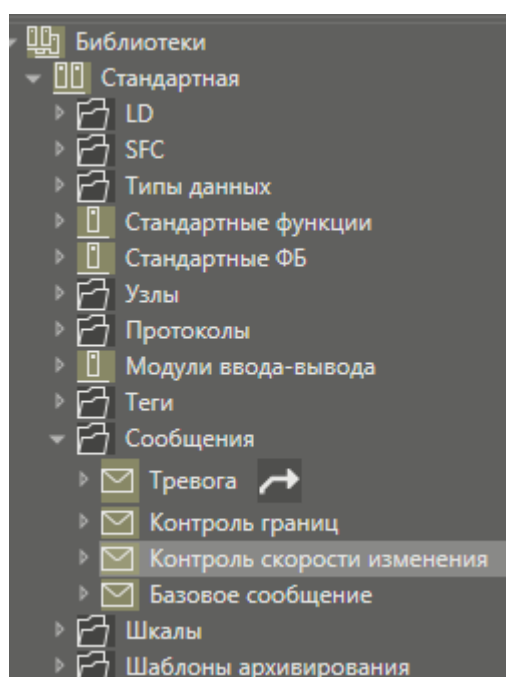 Библиотеки
Стандартная
LD
SFC
Типы данных
Стандартные функции
Стандартные ФБ
Узлы
Протоколы
Модули ввода-вывода
Теги
Сообщения
Тревога
Контроль границ
Контроль скорости изменения
Базовое сообщение
Шкалы
Шаблоны архивирования